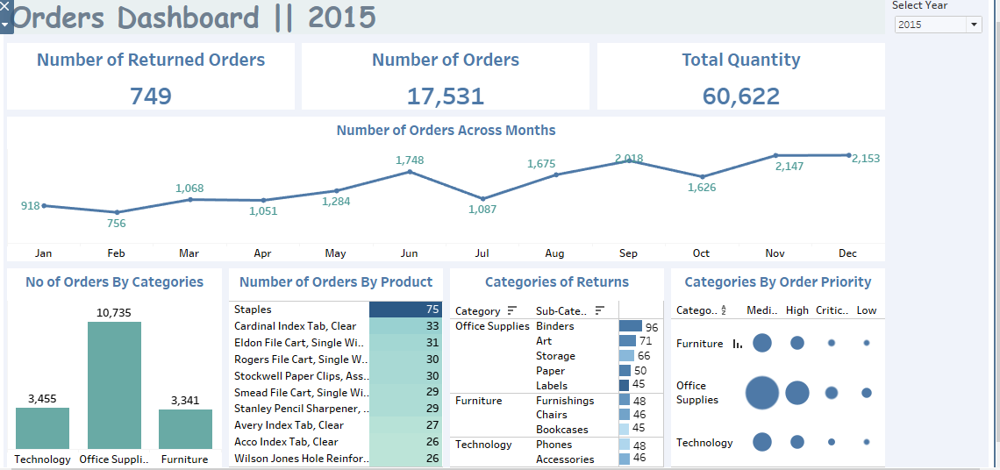 Orders Dashboard || 2015
Select Year
2015
Number of Returned Orders
749
Number of Orders
17,531
Total Quantity
60,622
Number of Orders Across Months
918
756
1,068
1,051
1,284
1,748
1,087
1,675
2,018
1,626
2,147
2,153
Jan Feb Mar Apr May Jun Jul Aug Sep Oct Nov Dec
No of Orders By Categories
3,455
10,735
3,341
Technology Office Suppli.. Furniture
Number of Orders By Product
Staples 75
Cardinal Index Tab, Clear 33
Eldon File Cart, Single Wi.. 31
Rogers File Cart, Single W.. 30
Stockwell Paper Clips, Ass.. 30
Smead File Cart, Single Wi.. 29
Stanley Pencil Sharpener, .. 29
Avery Index Tab, Clear 27
Acco Index Tab, Clear 26
Wilson Jones Hole Reinfor.. 26
Categories of Returns
Category Sub-Cate..
Office Supplies Binders 96
Art 71
Storage 66
Paper 50
Labels 45
Furniture Furnishings 48
Chairs 46
Bookcases 45
Technology Phones 48
Accessories 46
Categories By Order Priority
Catego.. Medi.. High Critic.. Low
Furniture
Office
Supplies
Technology